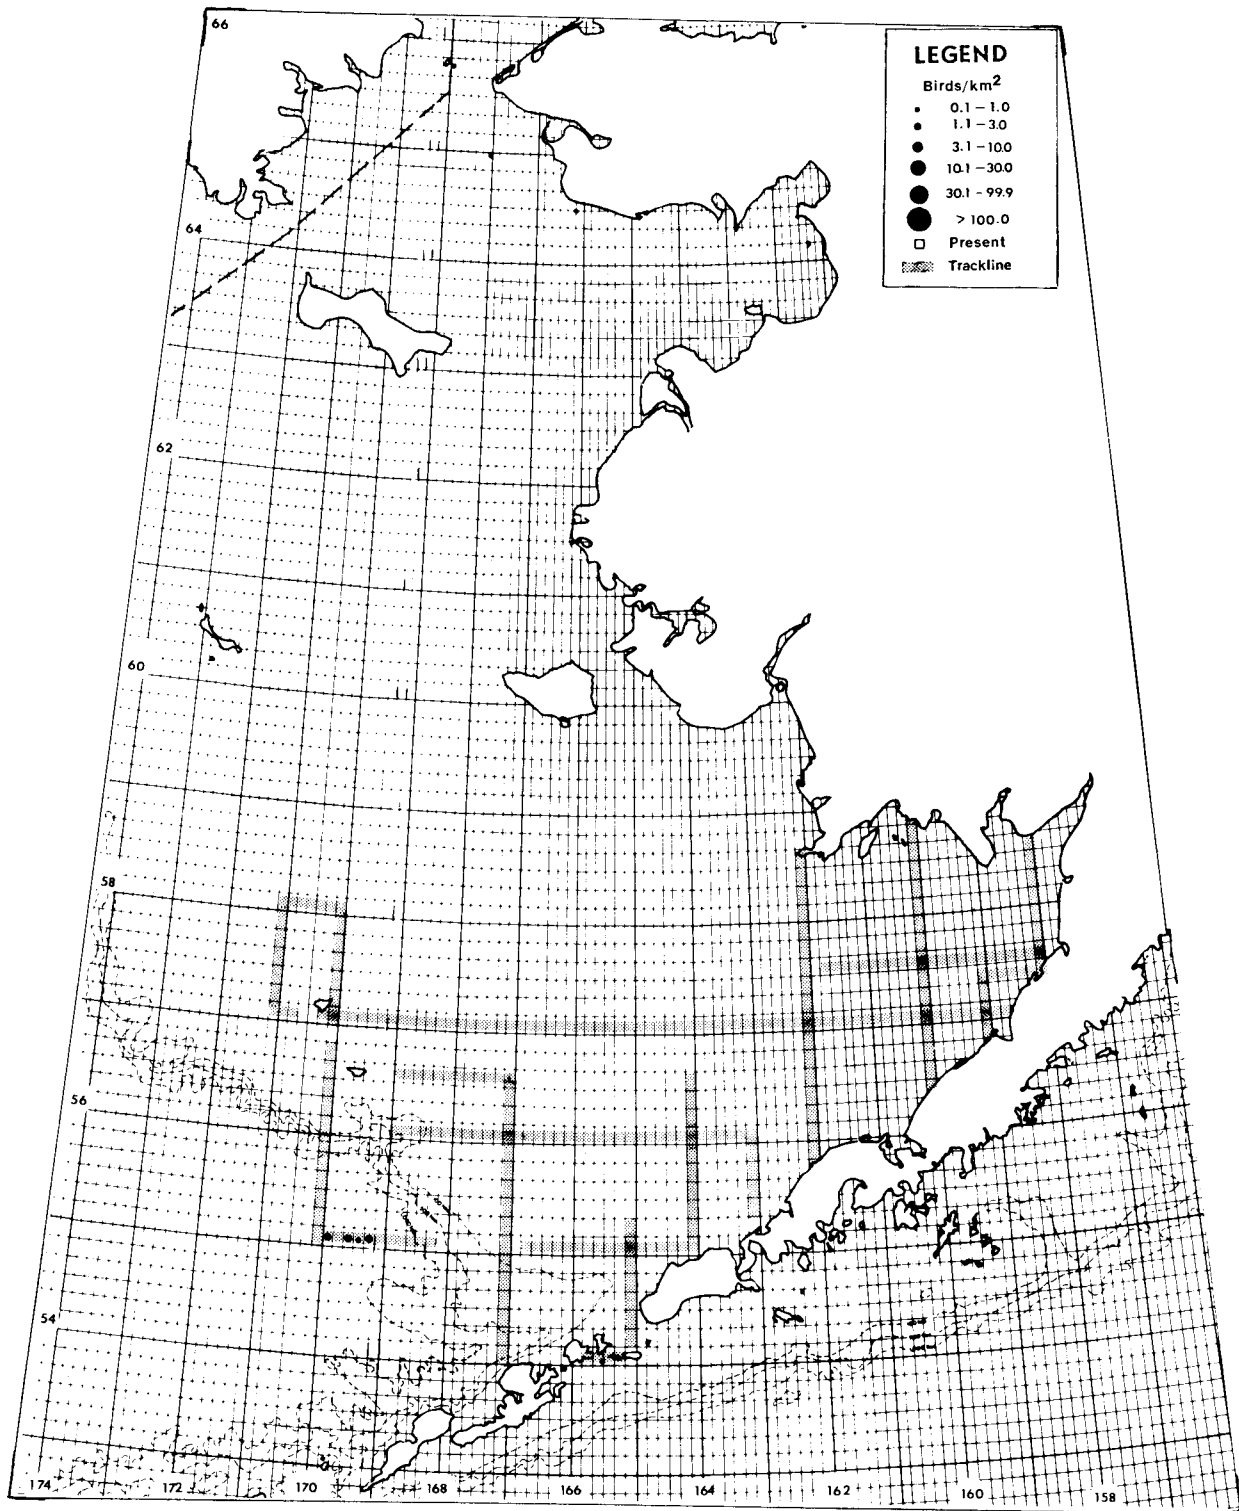 66
LEGEND
Birds/km2
0.1 – 1.0
1.1 – 3.0
3.1 – 10.0
10.1 – 30.0
30.1 – 99.9
> 100.0
Present
Trackline
64
62
60
58
56
54
174 172 170 168 166 164 162 160 158